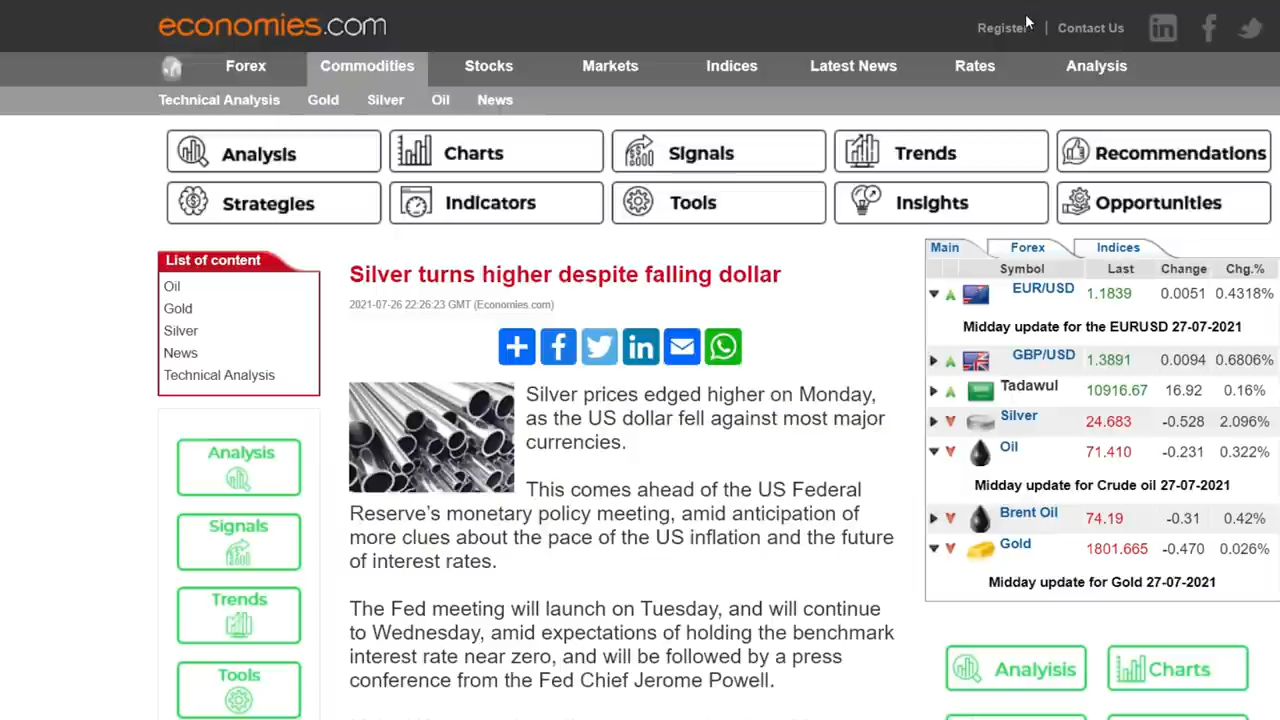 economies.com
Register | Contact Us
Forex Commodities Stocks Markets Indices Latest News Rates Analysis
Technical Analysis Gold Silver Oil News
Analysis Charts Signals Trends Recommendations
Strategies Indicators Tools Insights Opportunities
List of content
Oil
Gold
Silver
News
Technical Analysis
Analysis
Signals
Trends
Tools
Silver turns higher despite falling dollar
2021-07-26 22:26:23 GMT (Economies.com)
Silver prices edged higher on Monday,
as the US dollar fell against most major
currencies.
This comes ahead of the US Federal
Reserve's monetary policy meeting, amid anticipation of
more clues about the pace of the US inflation and the future
of interest rates.
The Fed meeting will launch on Tuesday, and will continue
to Wednesday, amid expectations of holding the benchmark
interest rate near zero, and will be followed by a press
conference from the Fed Chief Jerome Powell.
Main Forex Indices
Symbol Last Change Chg.%
EUR/USD 1.1839 0.0051 0.4318%
Midday update for the EURUSD 27-07-2021
GBP/USD 1.3891 0.0094 0.6806%
Tadawul 10916.67 16.92 0.16%
Silver 24.683 -0.528 2.096%
Oil 71.410 -0.231 0.322%
Midday update for Crude oil 27-07-2021
Brent Oil 74.19 -0.31 0.42%
Gold 1801.665 -0.470 0.026%
Midday update for Gold 27-07-2021
Analyisis Charts